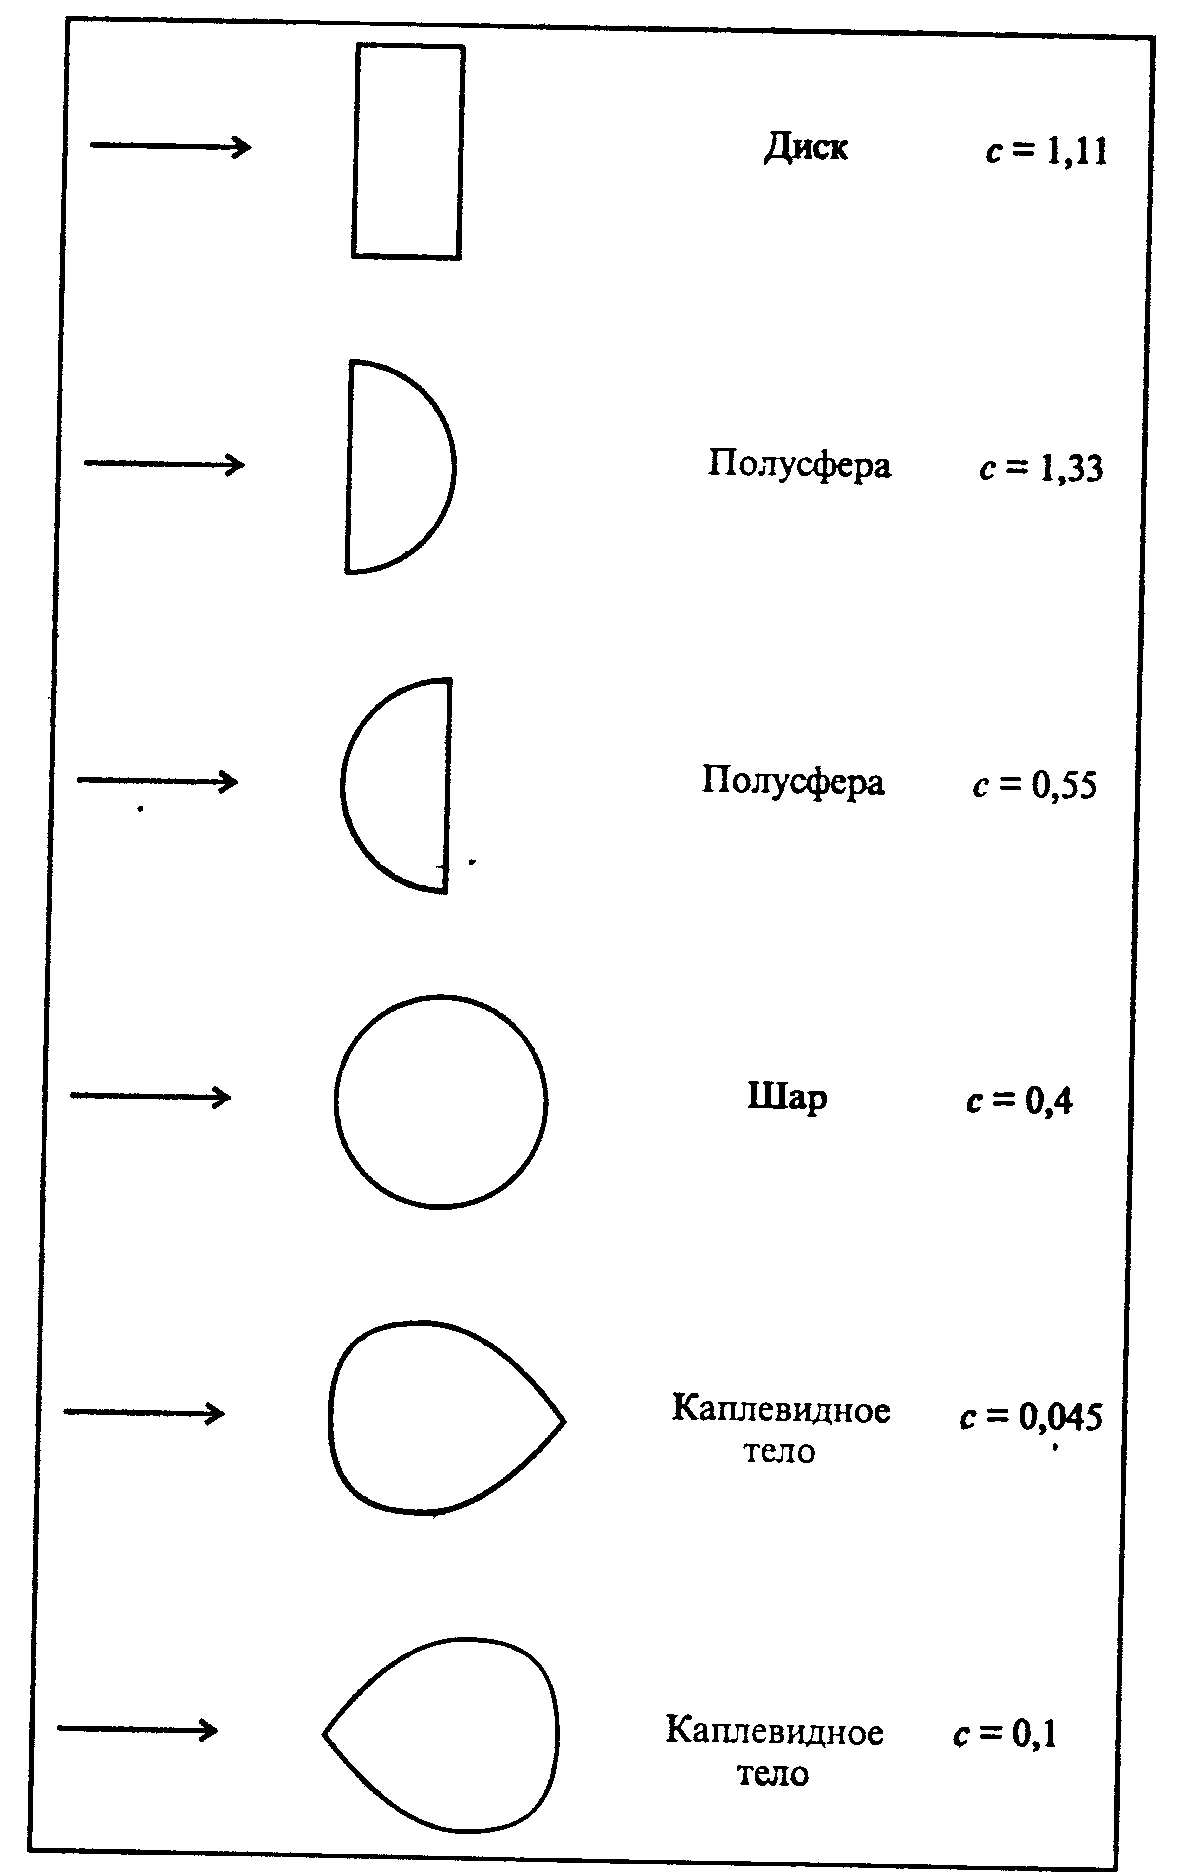 Диск c = 1,11
Полусфера c = 1,33
Полусфера c = 0,55
Шар c = 0,4
Каплевидное c = 0,045
тело
Каплевидное c = 0,1
тело